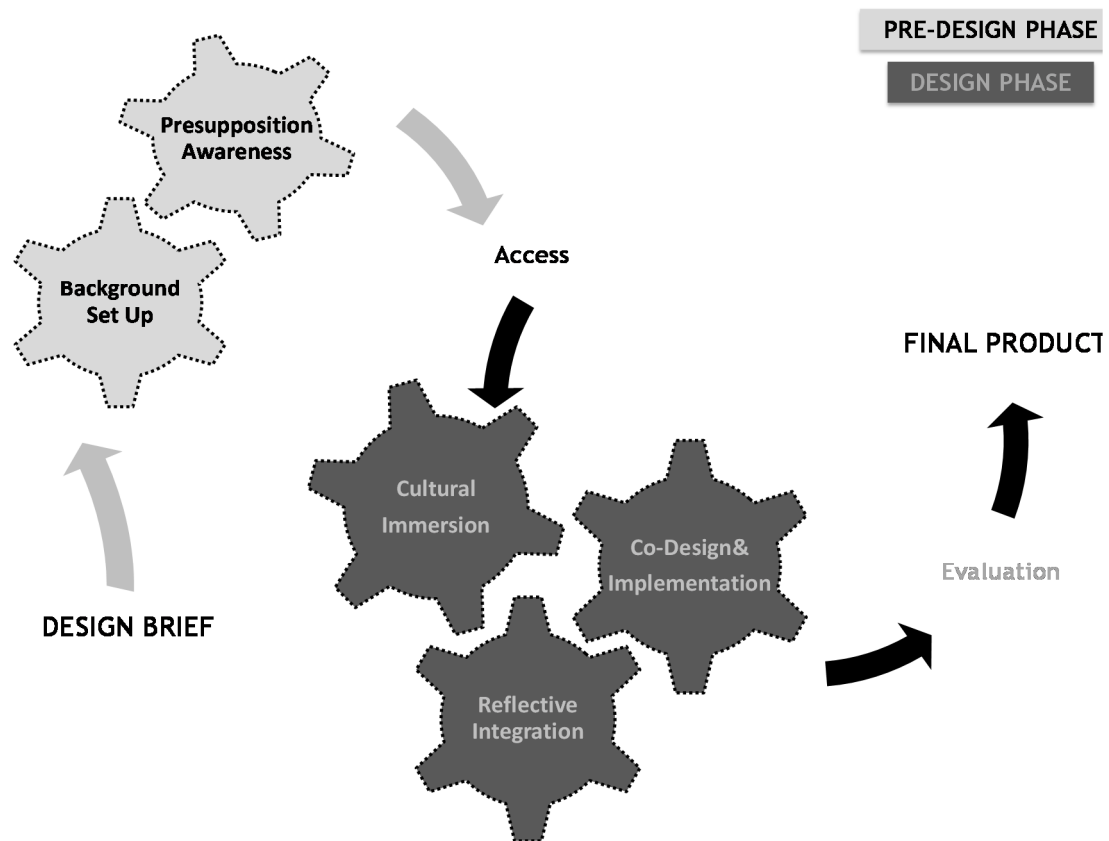 PRE-DESIGN PHASE
DESIGN PHASE
Presupposition
Awareness
Background
Set Up
Access
FINAL PRODUCT
Cultural
Immersion
Co-Design&
Implementation
Evaluation
DESIGN BRIEF
Reflective
Integration